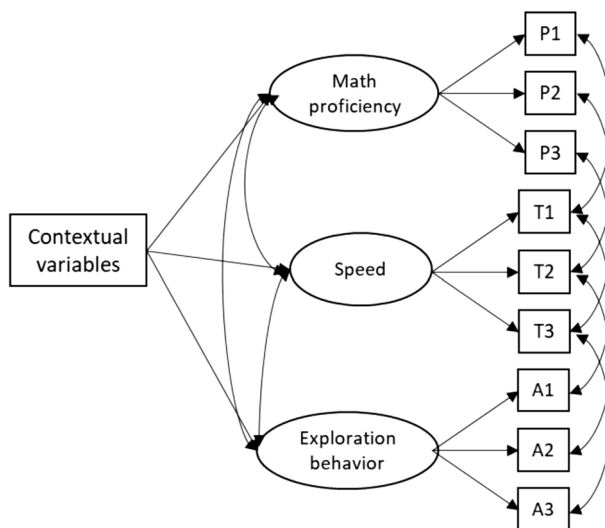 P1
Math
proficiency
P2
P3
T1
Contextual
variables
Speed
T2
T3
A1
Exploration
behavior
A2
A3